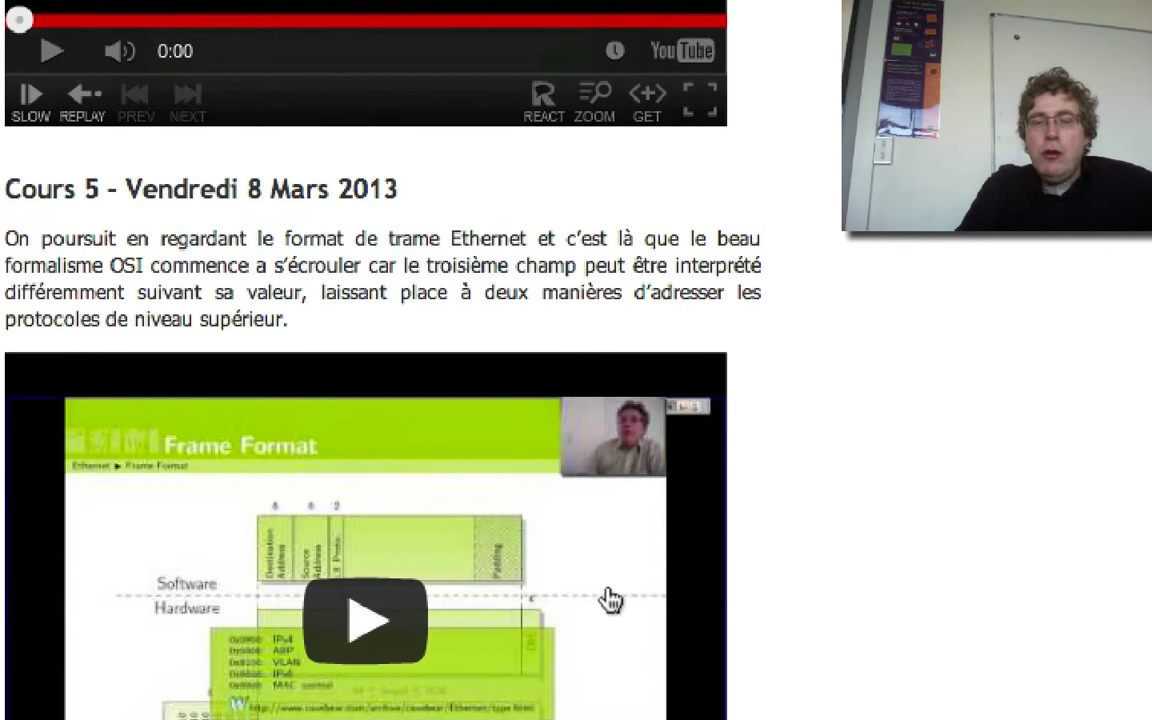 0:00
YouTube
SLOW REPLAY PREV NEXT REACT ZOOM GET
Cours 5 - Vendredi 8 Mars 2013
On poursuit en regardant le format de trame Ethernet et c’est là que le beau
formalisme OSI commence a s’écrouler car le troisième champ peut être interprété
différemment suivant sa valeur, laissant place à deux manières d’adresser les
protocoles de niveau supérieur.
Frame Format
Ethernet ▶ Frame Format
6 6 2
Destination
Address
Source
Address
Padding
Software
Hardware
IPv4
ARP
VLAN
IPv6
MAC control